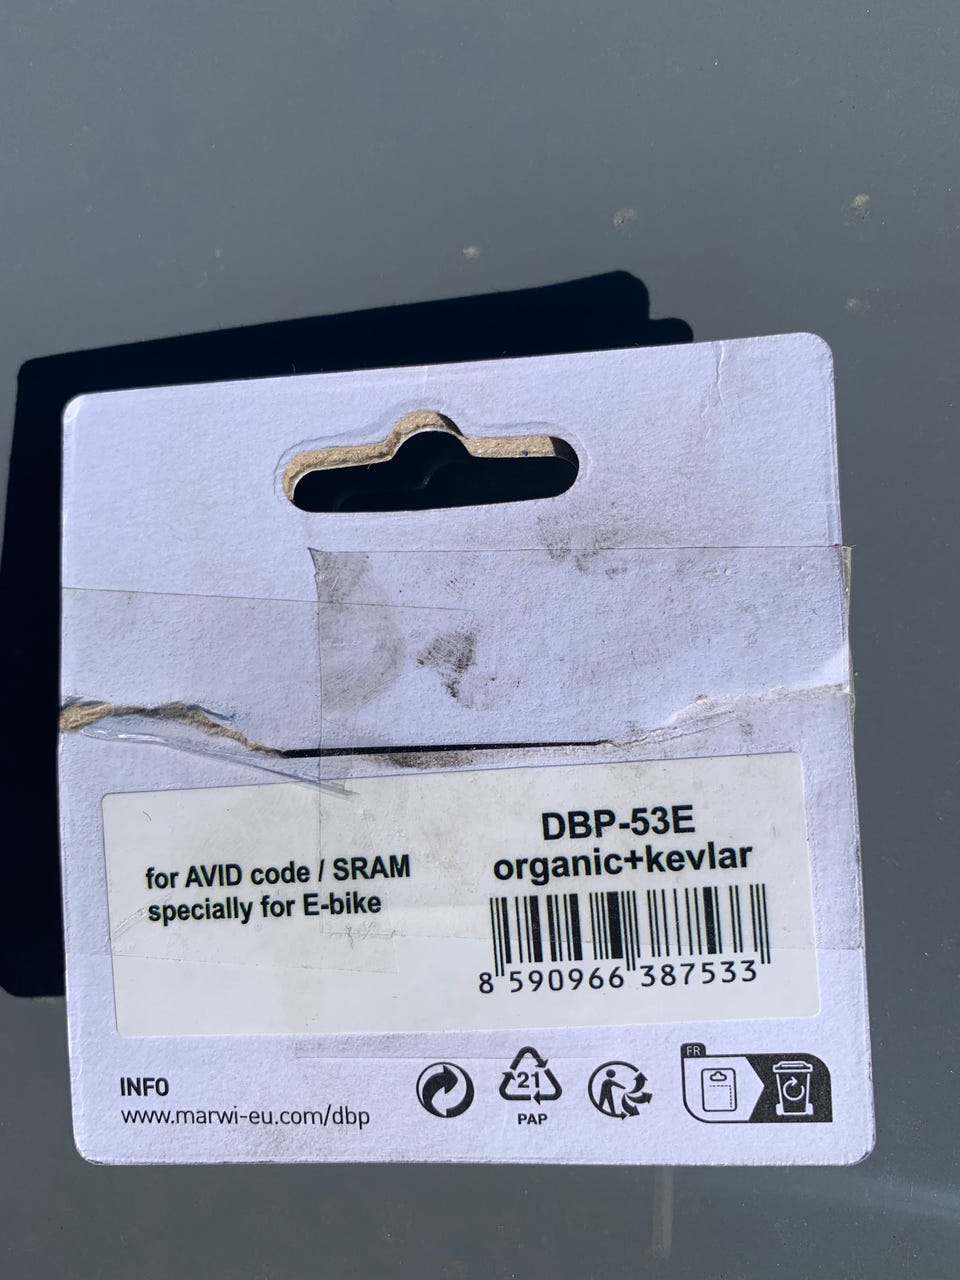 for AVID code / SRAM
specially for E-bike
DBP-53E
organic+kevlar
8 590966 387533
INFO
www.marwi-eu.com/dbp
21
PAP
FR